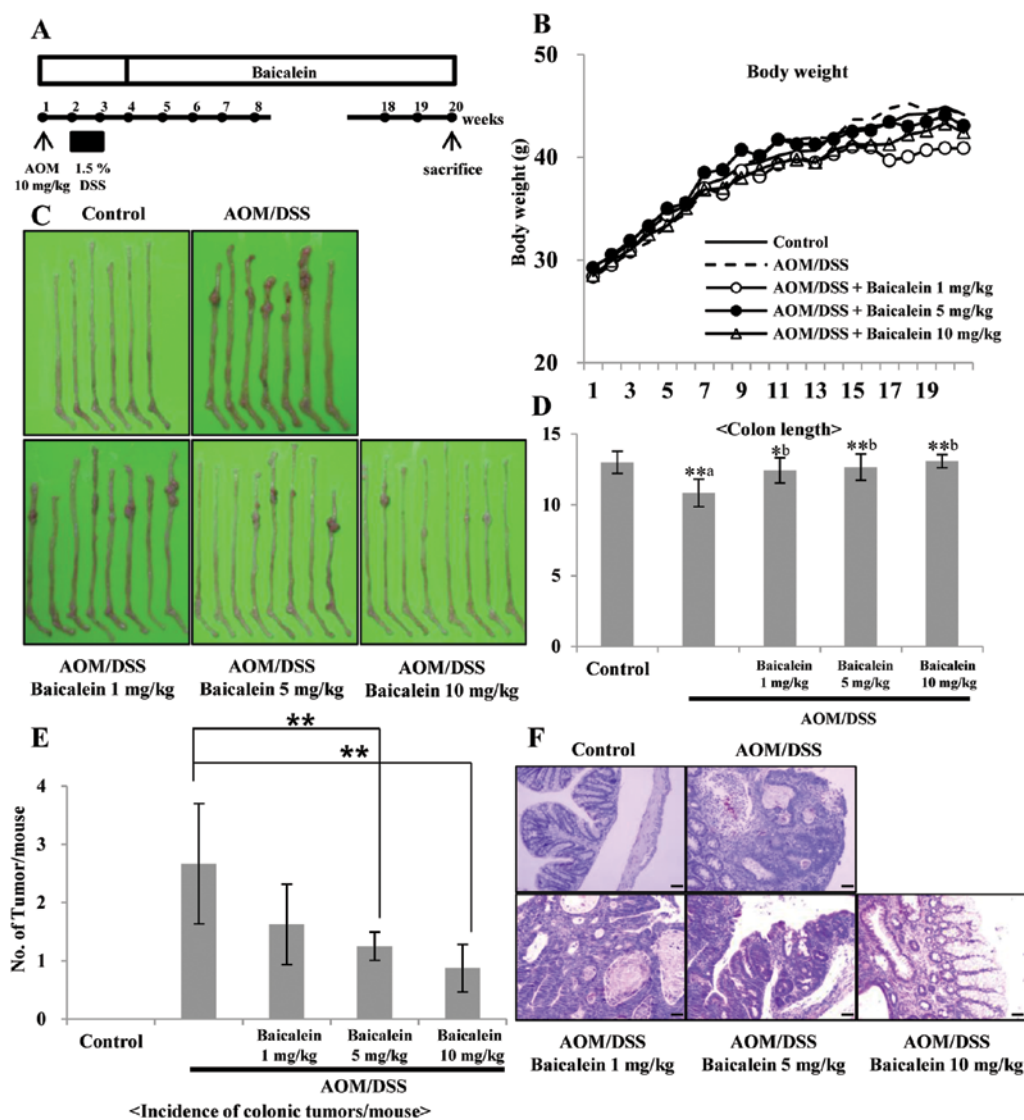 A
Baicalein
1 2 3 4 5 6 7 8 18 19 20 weeks
AOM
10 mg/kg
1.5 %
DSS
sacrifice
B
Body weight
Body weight (g)
50
40
30
20
Control
AOM/DSS
AOM/DSS + Baicalein 1 mg/kg
AOM/DSS + Baicalein 5 mg/kg
AOM/DSS + Baicalein 10 mg/kg
1 3 5 7 9 11 13 15 17 19
C
Control AOM/DSS
AOM/DSS AOM/DSS AOM/DSS
Baicalein 1 mg/kg Baicalein 5 mg/kg Baicalein 10 mg/kg
D
<Colon length>
15
10
5
0
**a *b **b **b
Control
Baicalein Baicalein Baicalein
1 mg/kg 5 mg/kg 10 mg/kg
AOM/DSS
E
**
**
No. of Tumor/mouse
4
3
2
1
0
Control
Baicalein Baicalein Baicalein
1 mg/kg 5 mg/kg 10 mg/kg
AOM/DSS
<Incidence of colonic tumors/mouse>
F
Control AOM/DSS
AOM/DSS AOM/DSS AOM/DSS
Baicalein 1 mg/kg Baicalein 5 mg/kg Baicalein 10 mg/kg